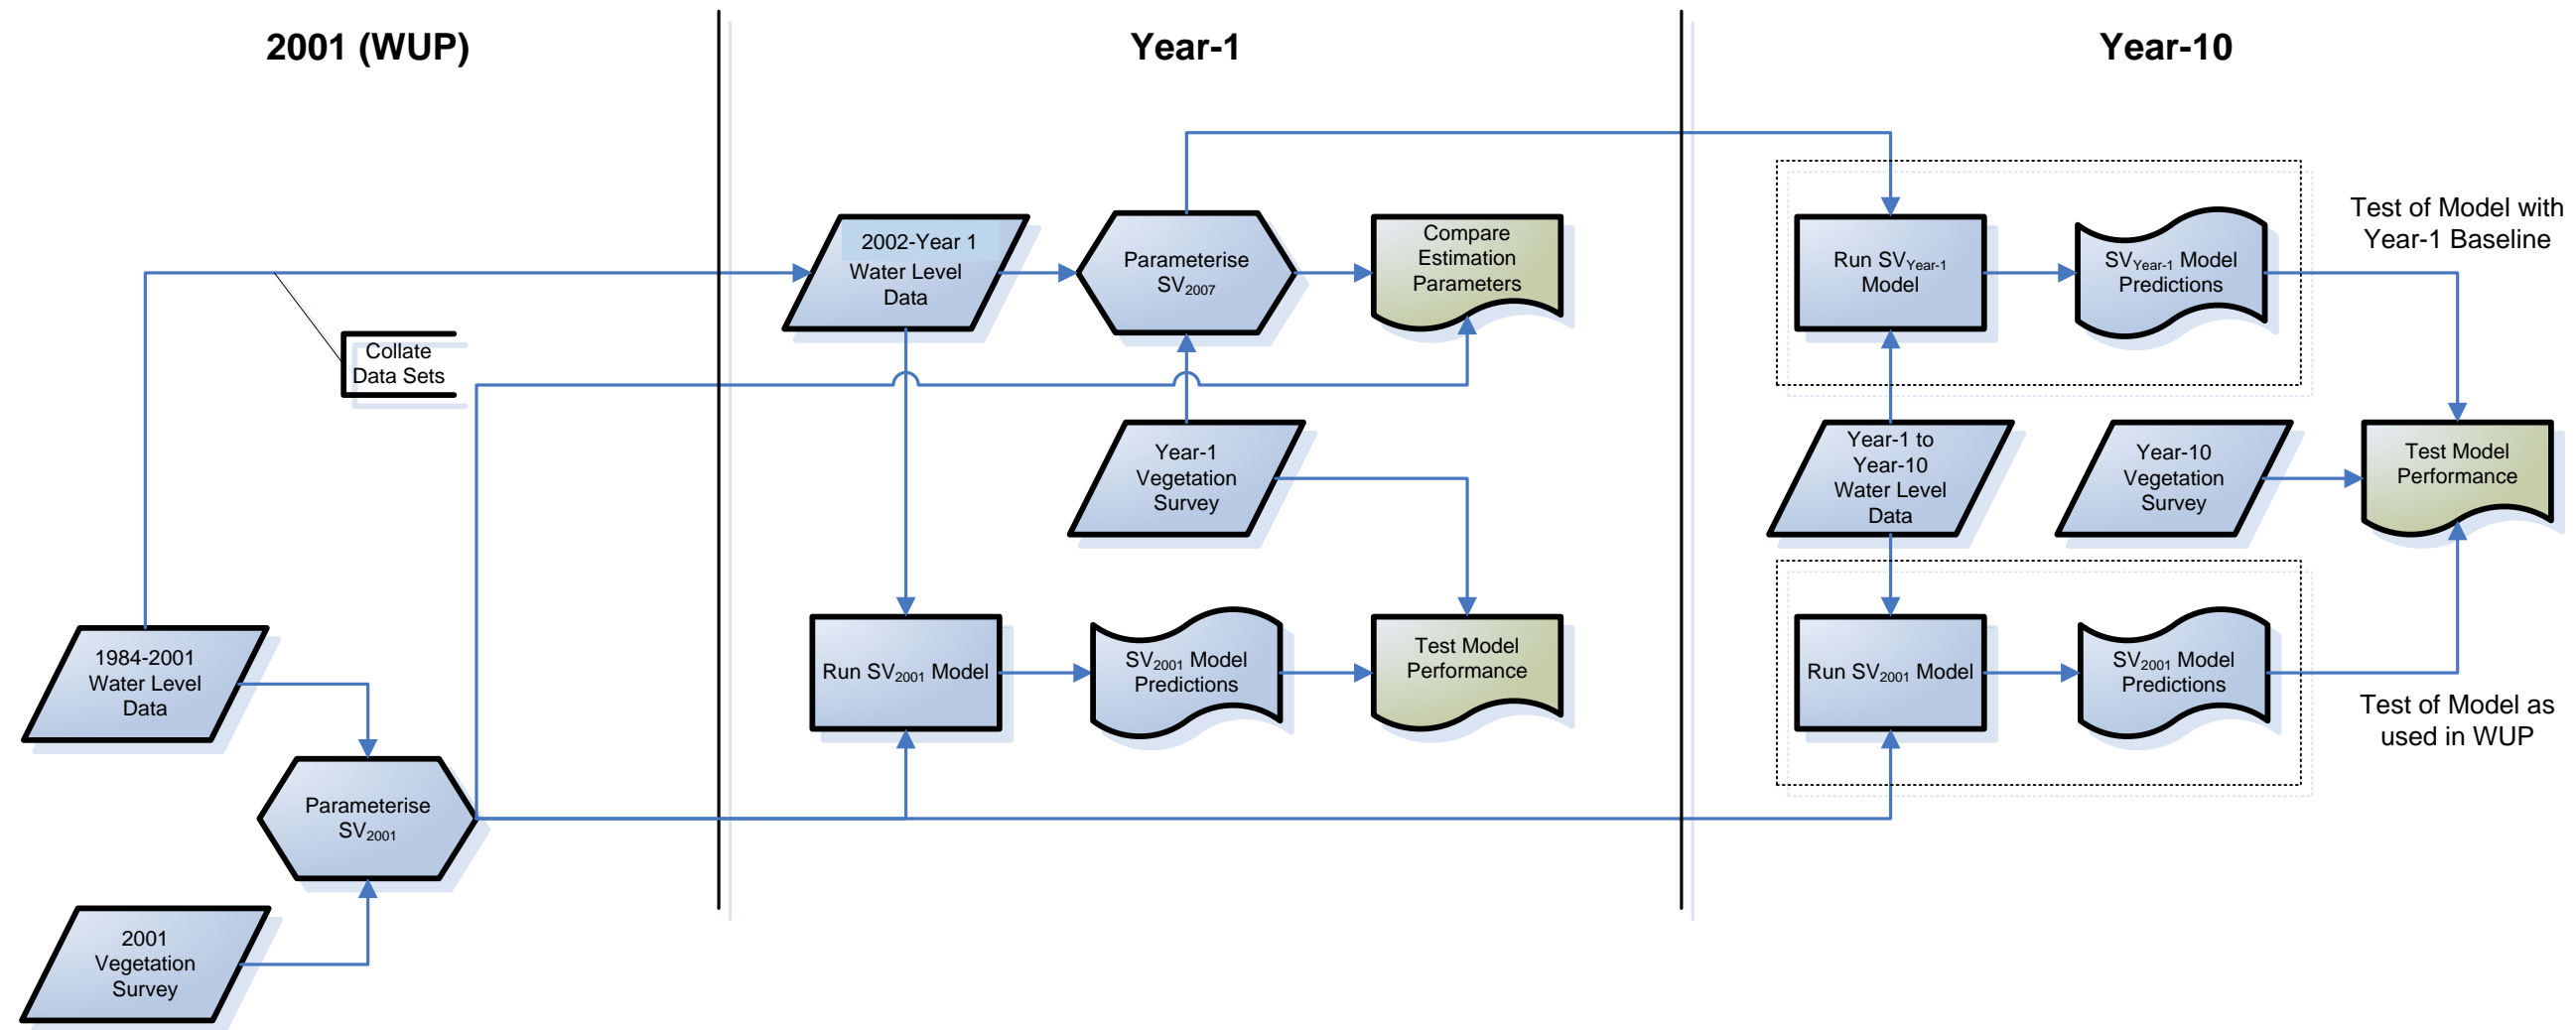 2001 (WUP)
Year-1
Year-10
Collate
Data Sets
1984-2001
Water Level
Data
Parameterise
SV2001
2001
Vegetation
Survey
2002-Year 1
Water Level
Data
Parameterise
SV2007
Compare
Estimation
Parameters
Year-1
Vegetation
Survey
Run SV2001 Model
SV2001 Model
Predictions
Test Model
Performance
Run SVYear-1
Model
SVYear-1 Model
Predictions
Test of Model with
Year-1 Baseline
Year-1 to
Year-10
Water Level
Data
Year-10
Vegetation
Survey
Test Model
Performance
Run SV2001 Model
SV2001 Model
Predictions
Test of Model as
used in WUP